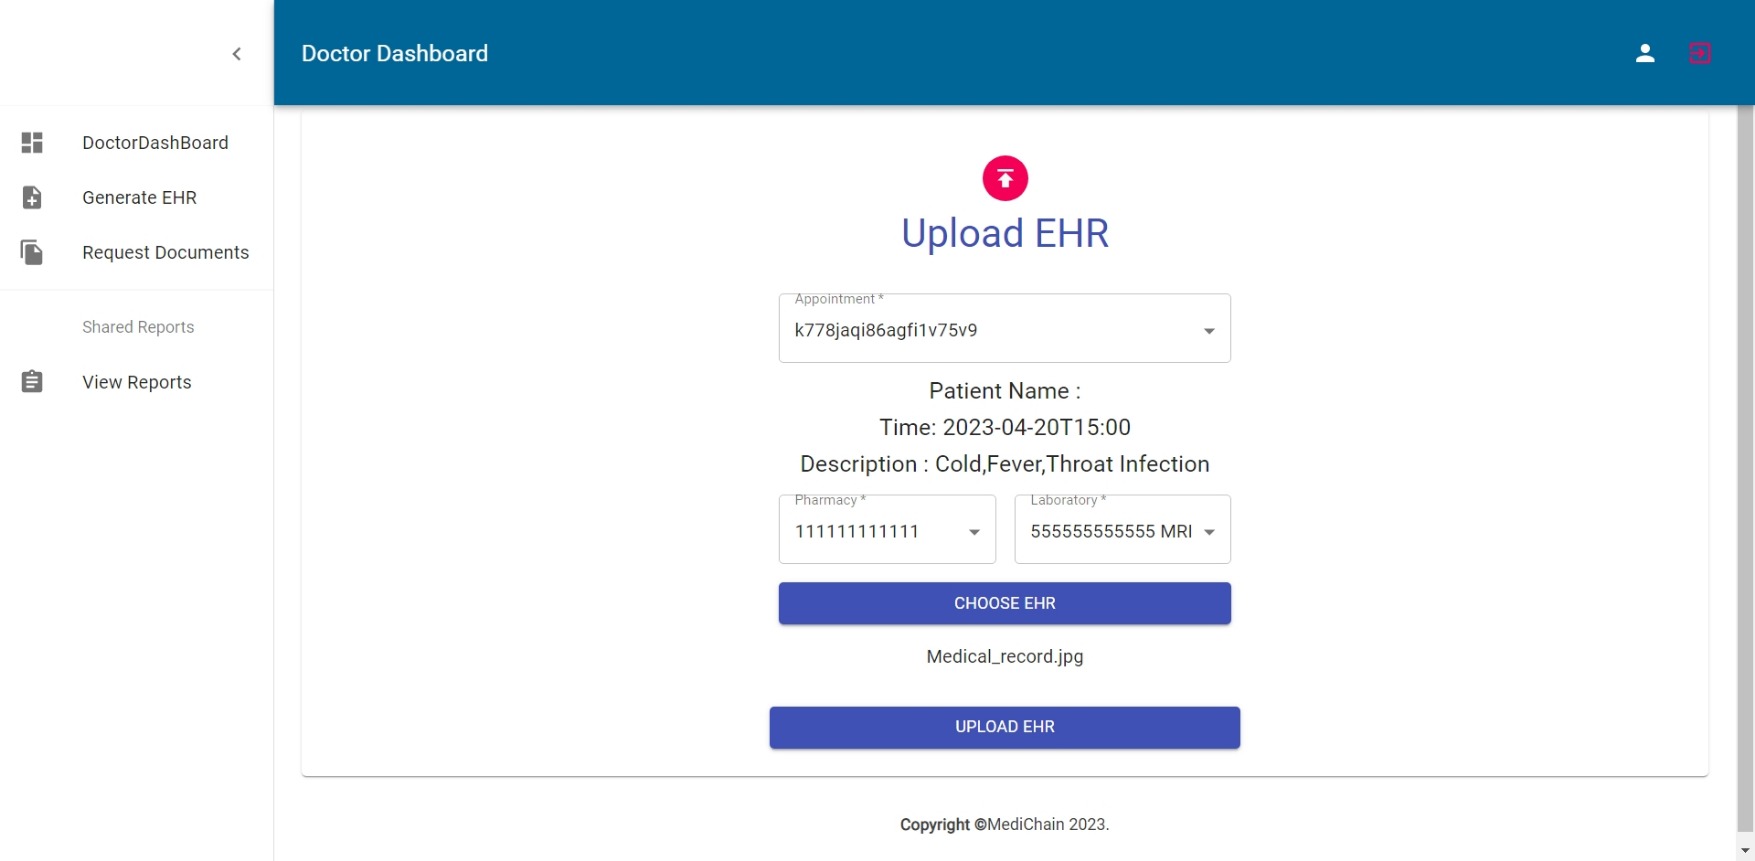 Doctor Dashboard
DoctorDashBoard
Generate EHR
Request Documents
Shared Reports
View Reports
Upload EHR
Appointment *
k778jaqi86agfi1v75v9
Patient Name :
Time: 2023-04-20T15:00
Description : Cold,Fever,Throat Infection
Pharmacy *
111111111111
Laboratory *
555555555555 MRI
CHOOSE EHR
Medical_record.jpg
UPLOAD EHR
Copyright ©MediChain 2023.